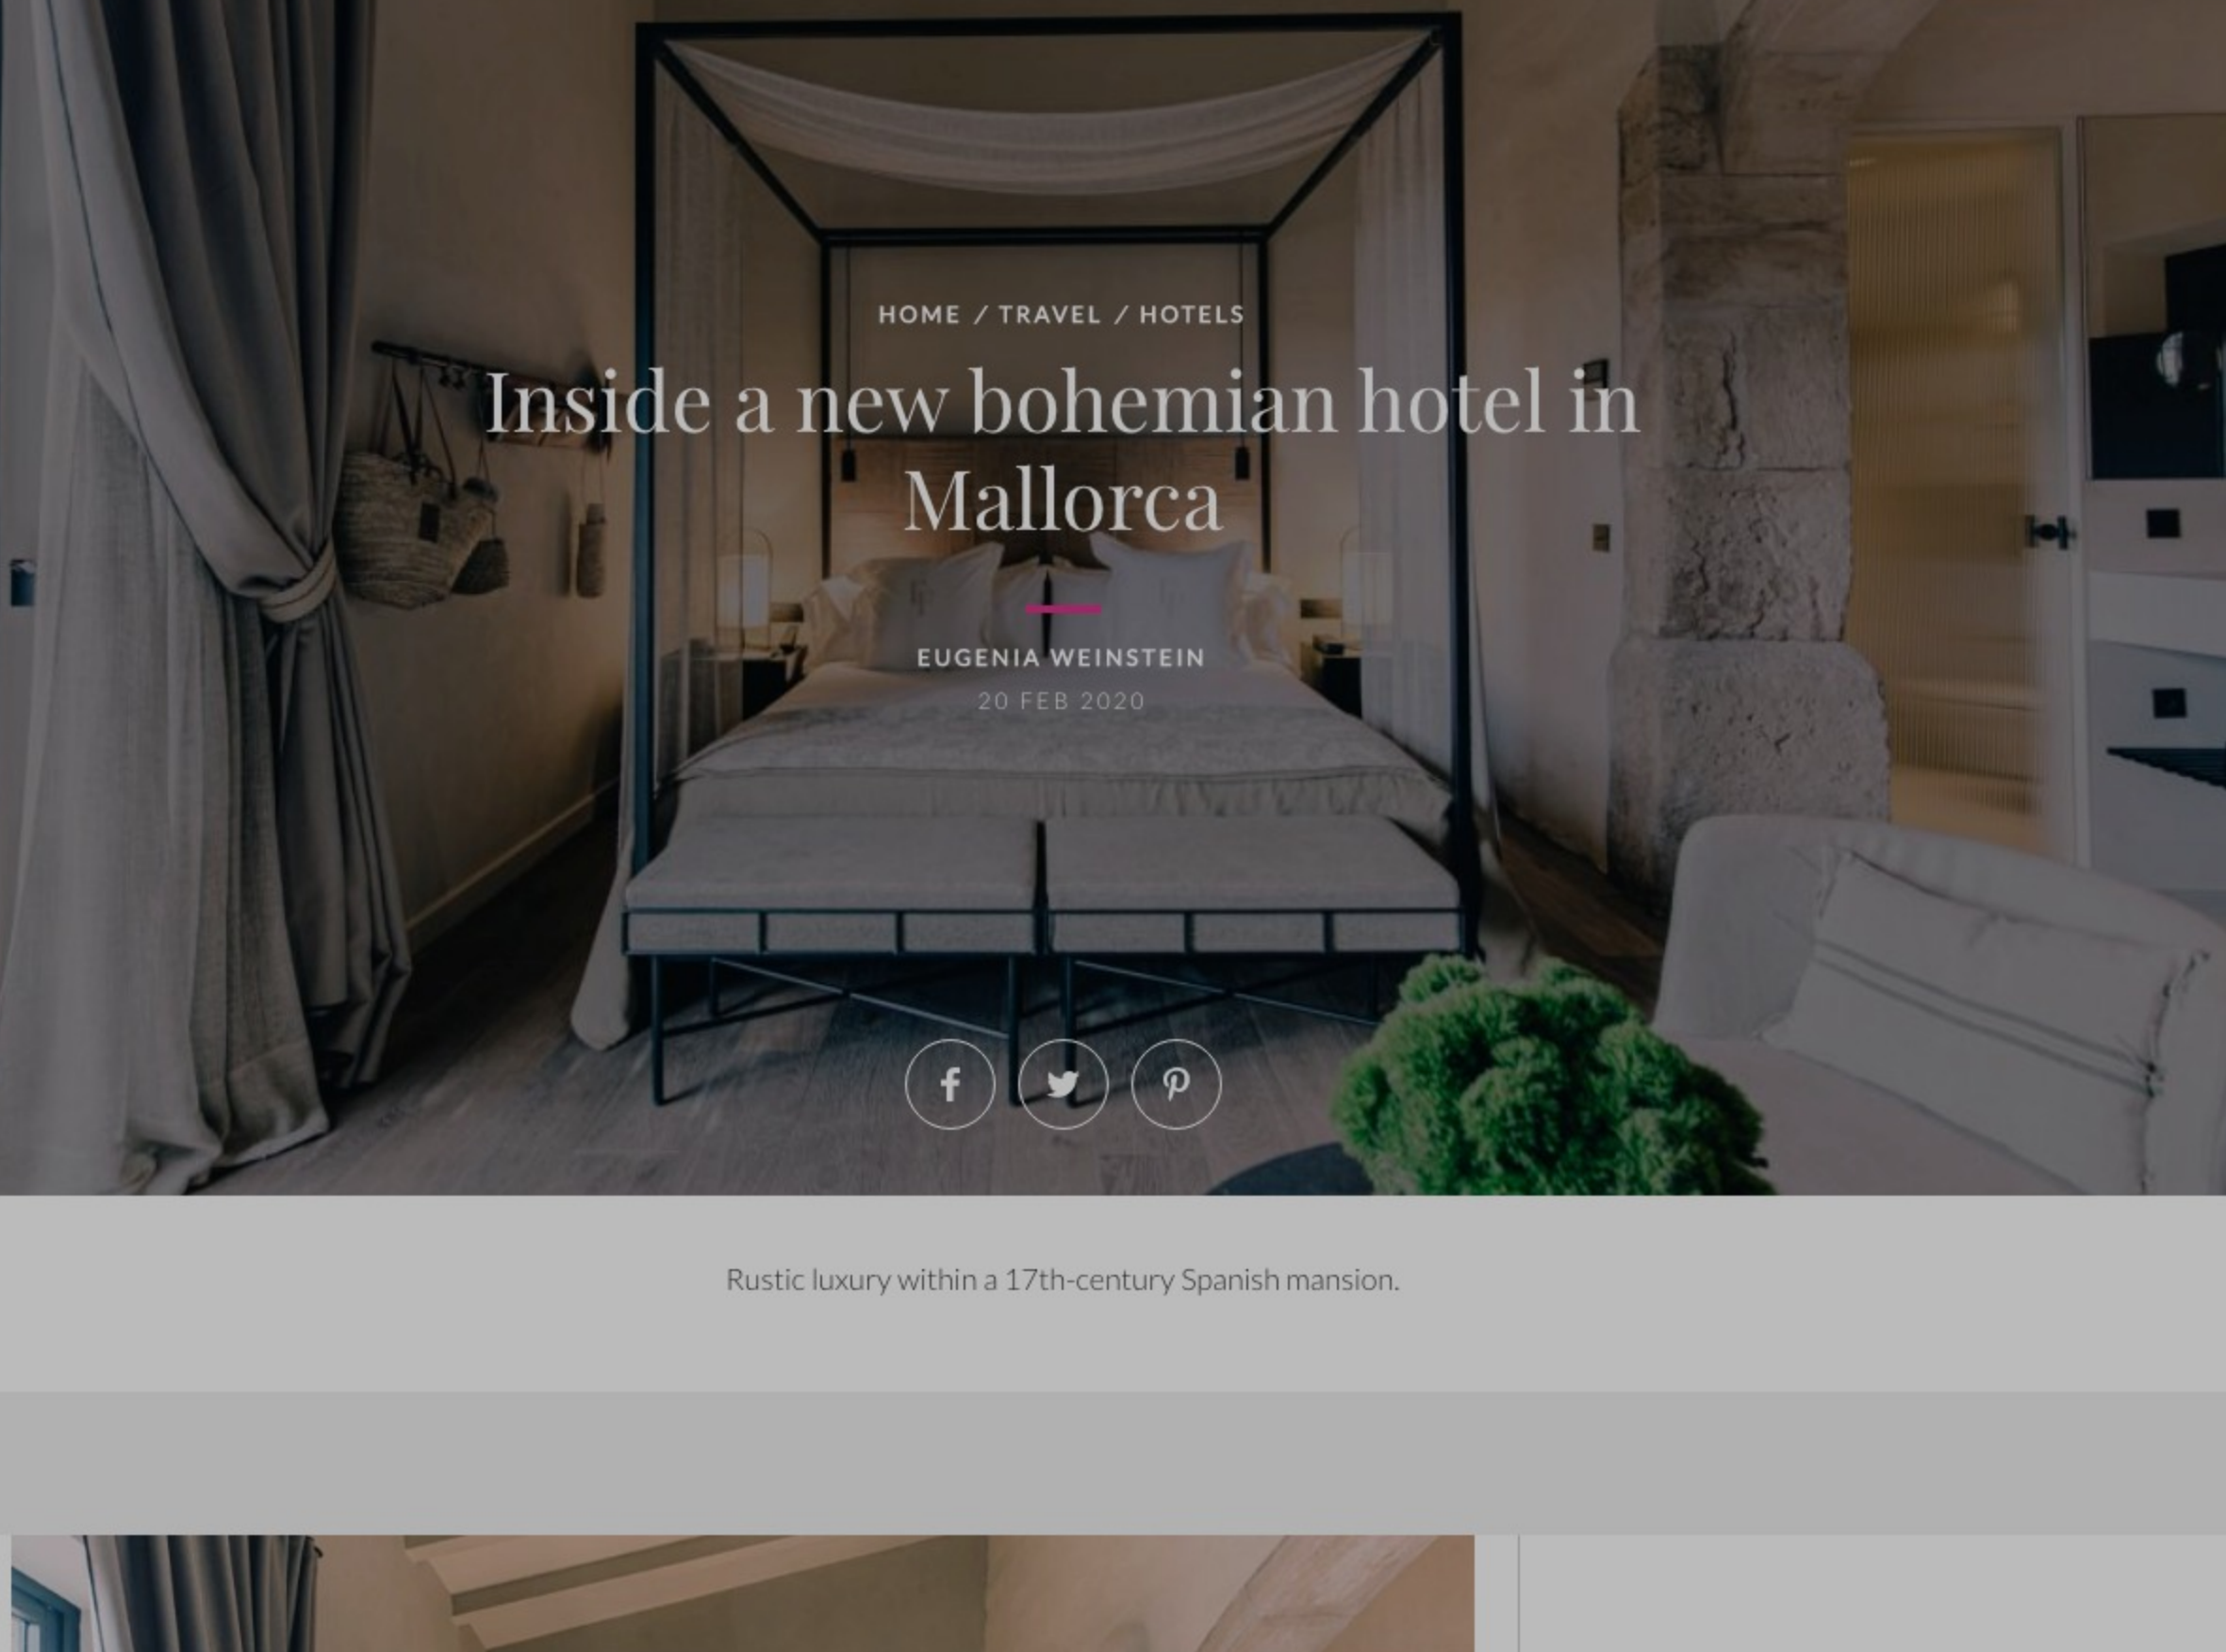 HOME / TRAVEL / HOTELS
Inside a new bohemian hotel in
Mallorca
EUGENIA WEINSTEIN
20 FEB 2020
Rustic luxury within a 17th-century Spanish mansion.